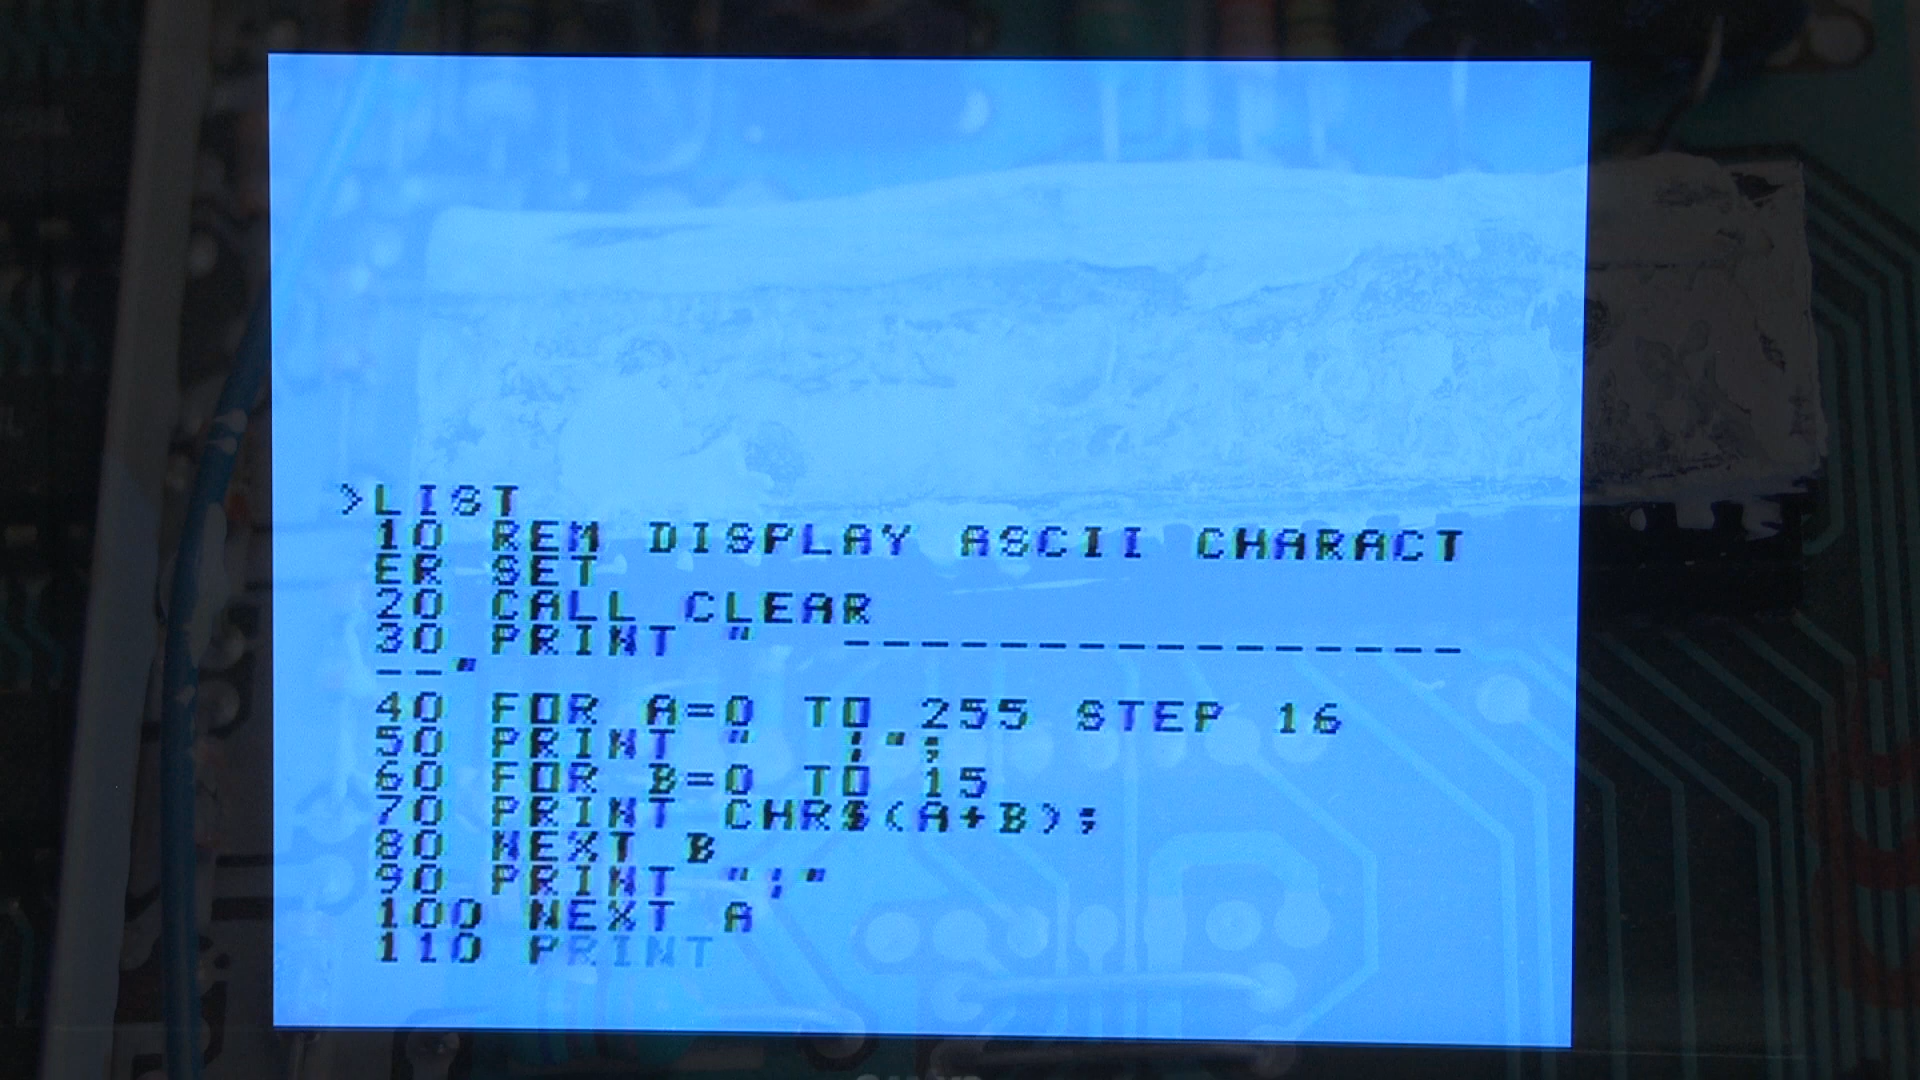 >LIST
10 REM DISPLAY ASCII CHARACT
ER SET
20 CALL CLEAR
30 PRINT "   ----------------
--"
40 FOR A=0 TO 255 STEP 16
50 PRINT "   :";
60 FOR B=0 TO 15
70 PRINT CHR$(A+B);
80 NEXT B
90 PRINT ":"
100 NEXT A
110 PRINT